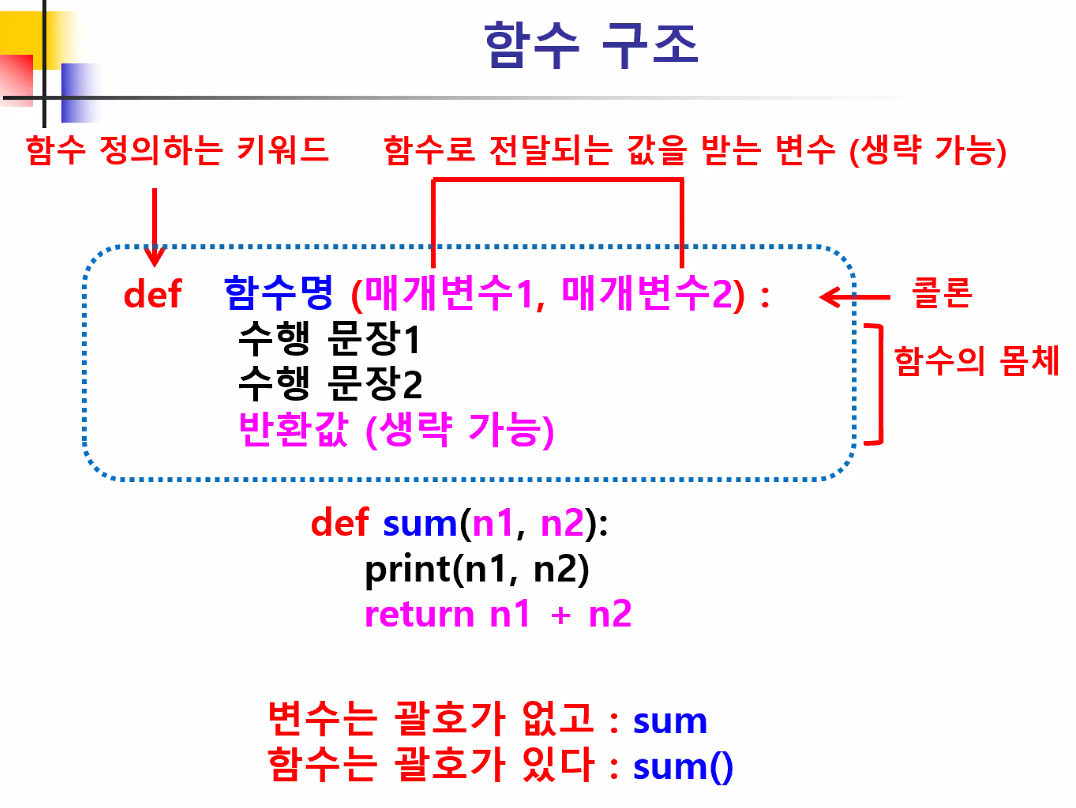 함수 구조
함수 정의하는 키워드
함수로 전달되는 값을 받는 변수 (생략 가능)
def 함수명 (매개변수1, 매개변수2) :
콜론
수행 문장1
수행 문장2
반환값 (생략 가능)
함수의 몸체
def sum(n1, n2):
print(n1, n2)
return n1 + n2
변수는 괄호가 없고 : sum
함수는 괄호가 있다 : sum()